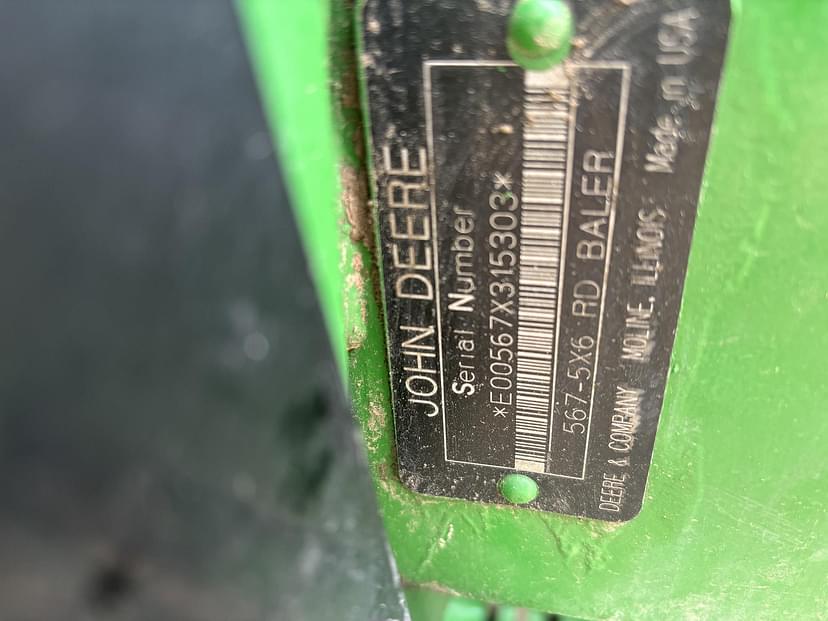 JOHN DEERE
Serial Number
*E00567X315303*
567-5X6 RD BALER
DEERE & COMPANY MOLINE, ILLINOIS Made in USA